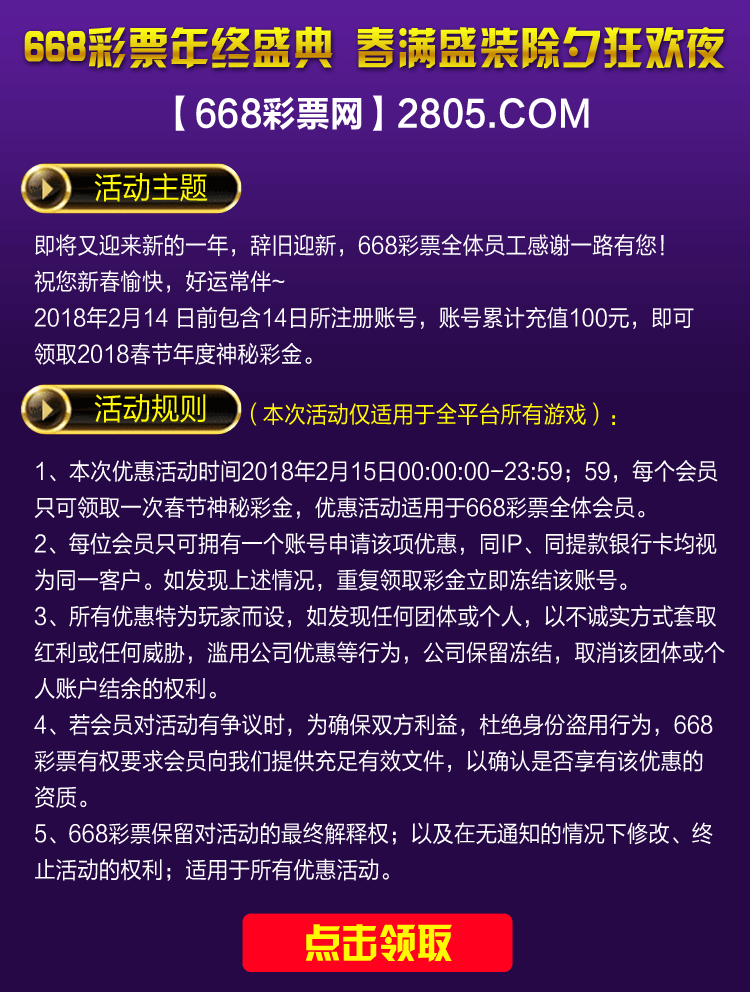 668彩票年终盛典 春满盛装除夕狂欢夜
【668彩票网】2805.COM
活动主题
即将又迎来新的一年，辞旧迎新，668彩票全体员工感谢一路有您！
祝您新春愉快，好运常伴~
2018年2月14 日前包含14日所注册账号，账号累计充值100元，即可
领取2018春节年度神秘彩金。
活动规则 （本次活动仅适用于全平台所有游戏）：
1、本次优惠活动时间2018年2月15日00:00:00-23:59；59，每个会员
只可领取一次春节神秘彩金，优惠活动适用于668彩票全体会员。
2、每位会员只可拥有一个账号申请该项优惠，同IP、同提款银行卡均视
为同一客户。如发现上述情况，重复领取彩金立即冻结该账号。
3、所有优惠特为玩家而设，如发现任何团体或个人，以不诚实方式套取
红利或任何威胁，滥用公司优惠等行为，公司保留冻结，取消该团体或个
人账户结余的权利。
4、若会员对活动有争议时，为确保双方利益，杜绝身份盗用行为，668
彩票有权要求会员向我们提供充足有效文件，以确认是否享有该优惠的
资质。
5、668彩票保留对活动的最终解释权；以及在无通知的情况下修改、终
止活动的权利；适用于所有优惠活动。
点击领取